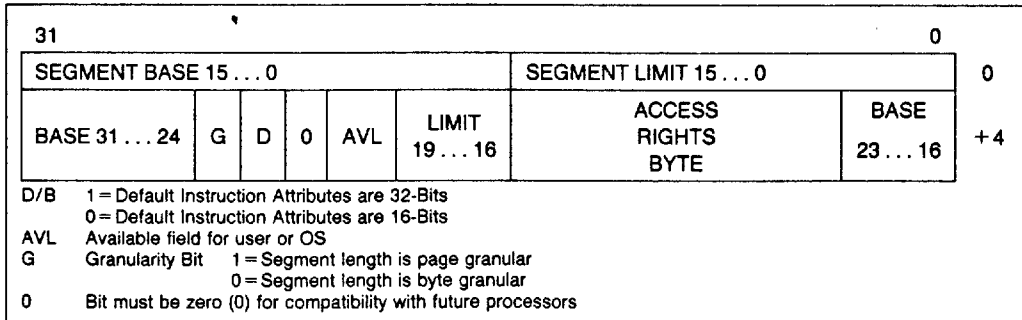 31 0
SEGMENT BASE 15 . . . 0 SEGMENT LIMIT 15 . . . 0 0
BASE 31 . . . 24 G D 0 AVL LIMIT 19 . . . 16 ACCESS RIGHTS BYTE BASE 23 . . . 16 +4
D/B 1 = Default Instruction Attributes are 32-Bits
0 = Default Instruction Attributes are 16-Bits
AVL Available field for user or OS
G Granularity Bit 1 = Segment length is page granular
0 = Segment length is byte granular
0 Bit must be zero (0) for compatibility with future processors